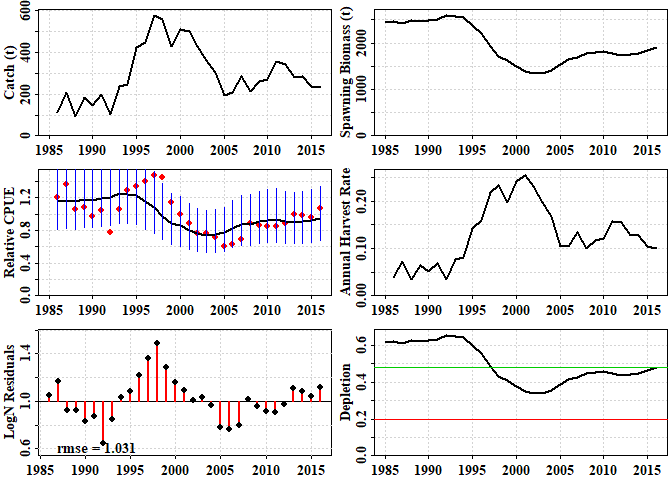 Catch (t)
0 200 400 600
1985 1990 1995 2000 2005 2010 2015
Spawning Biomass (t)
0 1000 2000
1985 1990 1995 2000 2005 2010 2015
Relative CPUE
0.0 0.4 0.8 1.2
1985 1990 1995 2000 2005 2010 2015
Annual Harvest Rate
0.00 0.10 0.20
1985 1990 1995 2000 2005 2010 2015
LogN Residuals
0.6 1.0 1.4
rmse = 1.031
1985 1990 1995 2000 2005 2010 2015
Depletion
0.0 0.2 0.4 0.6
1985 1990 1995 2000 2005 2010 2015